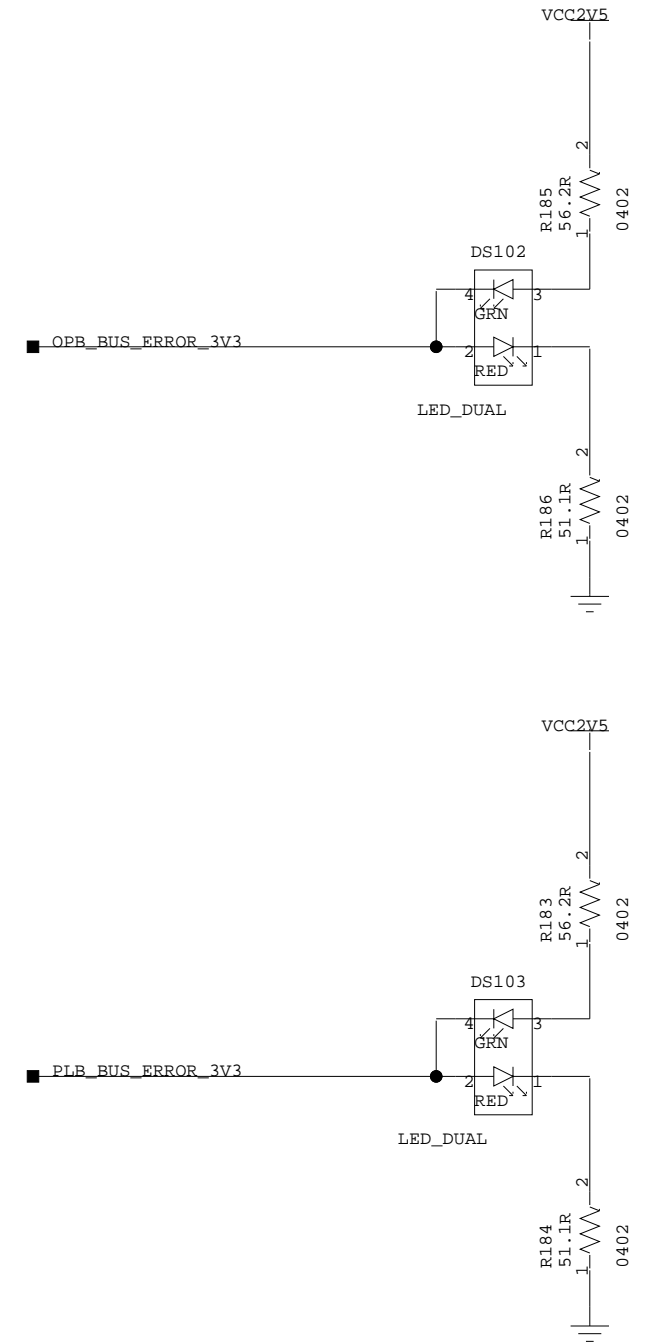 VCC2V5
2
R185
56.2R
0402
1
DS102
4
3
GRN
OPB_BUS_ERROR_3V3
2
1
RED
LED_DUAL
2
R186
51.1R
0402
1
VCC2V5
2
R183
56.2R
0402
1
DS103
4
3
GRN
PLB_BUS_ERROR_3V3
2
1
RED
LED_DUAL
2
R184
51.1R
0402
1